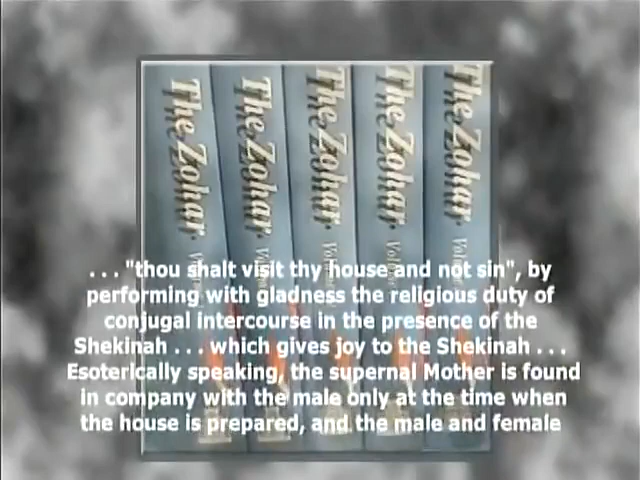 The Zohar
The Zohar
The Zohar
The Zohar
The Zohar
. . . "thou shalt visit thy house and not sin", by
performing with gladness the religious duty of
conjugal intercourse in the presence of the
Shekinah . . . which gives joy to the Shekinah . . .
Esoterically speaking, the supernal Mother is found
in company with the male only at the time when
the house is prepared, and the male and female